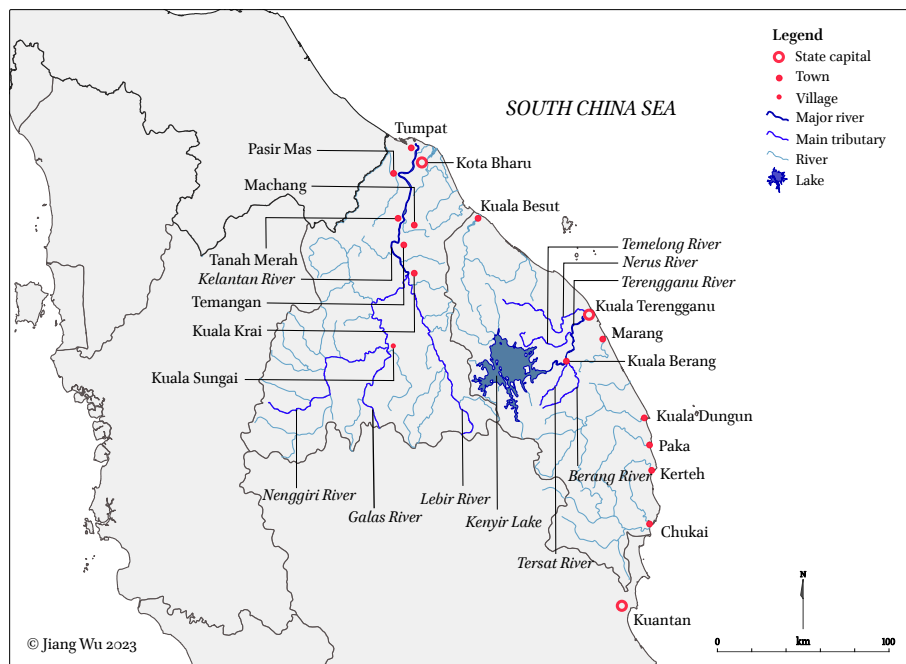 Legend
State capital
Town
Village
Major river
Main tributary
River
Lake
SOUTH CHINA SEA
Tumpat
Pasir Mas
Kota Bharu
Machang
Kuala Besut
Tanah Merah
Kelantan River
Temangan
Kuala Krai
Kuala Sungai
Temelong River
Nerus River
Terengganu River
Kuala Terengganu
Marang
Kuala Berang
Kuala Dungun
Paka
Kerteh
Berang River
Nenggiri River
Galas River
Lebir River
Kenyir Lake
Tersat River
Chukai
Kuantan
N
0 km 100
© Jiang Wu 2023